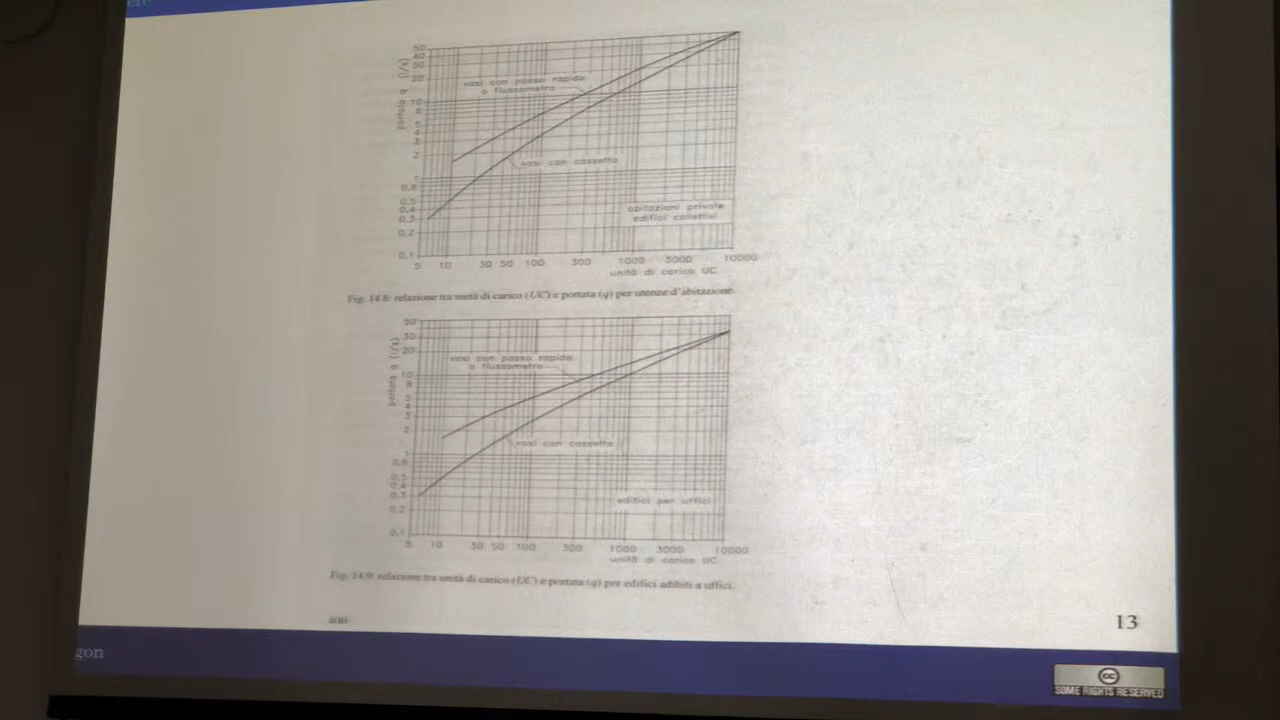 ere
50
40
30
20
10
8
5
4
3
2
1
0,8
0,5
0,4
0,3
0,2
0,1
portata q (l/s)
vasi con passo rapido
o flussometro
vasi con cassetta
abitazioni private
edifici collettivi
5 10 30 50 100 300 1000 3000 10000
unità di carico UC
Fig. 14.8: relazione tra unità di carico (UC) e portata (q) per utenze d'abitazione.
50
30
20
10
8
5
4
3
2
1
0,8
0,5
0,4
0,3
0,2
0,1
portata q (l/s)
vasi con passo rapido
o flussometro
vasi con cassetta
edifici per uffici
5 10 30 50 100 300 1000 3000 10000
unità di carico UC
Fig. 14.9: relazione tra unità di carico (UC) e portata (q) per edifici adibiti a uffici.
400
13
gon
cc
SOME RIGHTS RESERVED